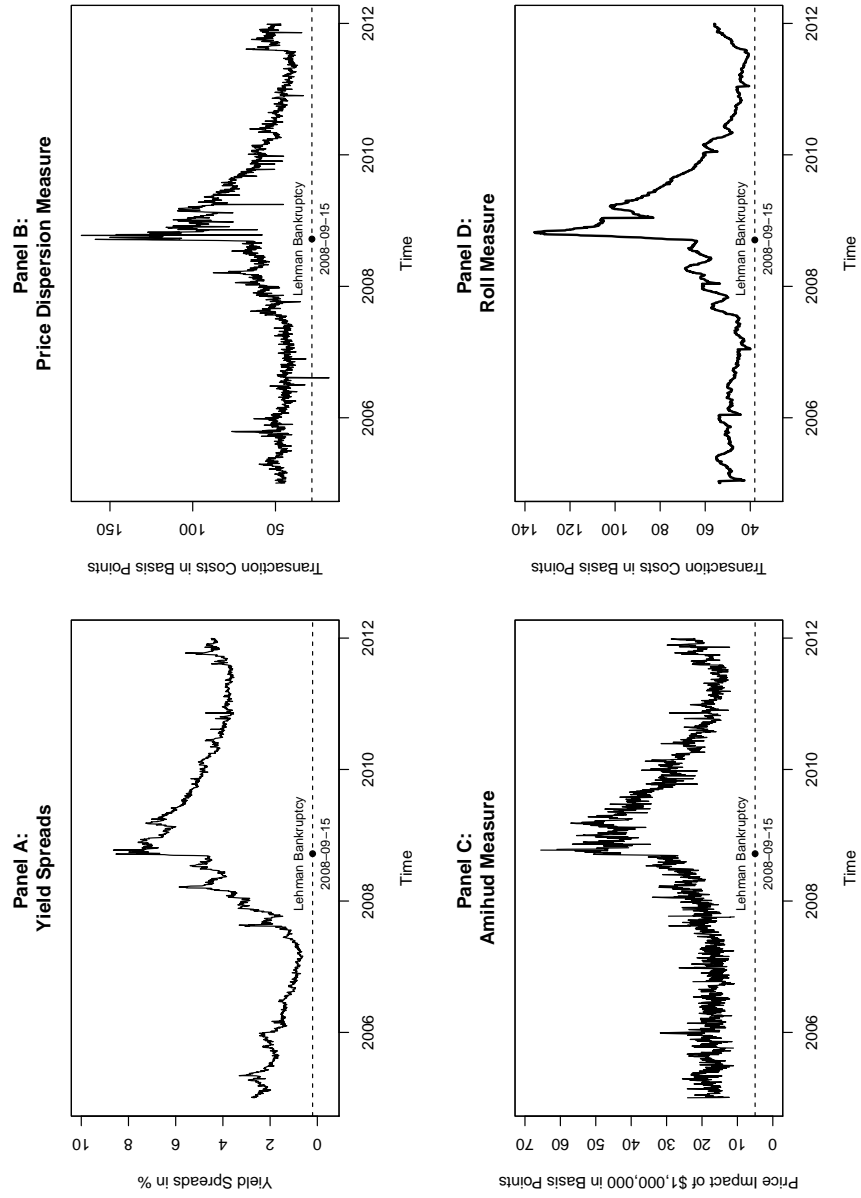 Panel A:
Yield Spreads
Yield Spreads in %
0
2
4
6
8
10
2006
2008
2010
2012
Time
Lehman Bankruptcy
2008−09−15
Panel B:
Price Dispersion Measure
Transaction Costs in Basis Points
50
100
150
2006
2008
2010
2012
Time
Lehman Bankruptcy
2008−09−15
Panel C:
Amihud Measure
Price Impact of $1,000,000 in Basis Points
0
10
20
30
40
50
60
70
2006
2008
2010
2012
Time
Lehman Bankruptcy
2008−09−15
Panel D:
Roll Measure
Transaction Costs in Basis Points
40
60
80
100
120
140
2006
2008
2010
2012
Time
Lehman Bankruptcy
2008−09−15